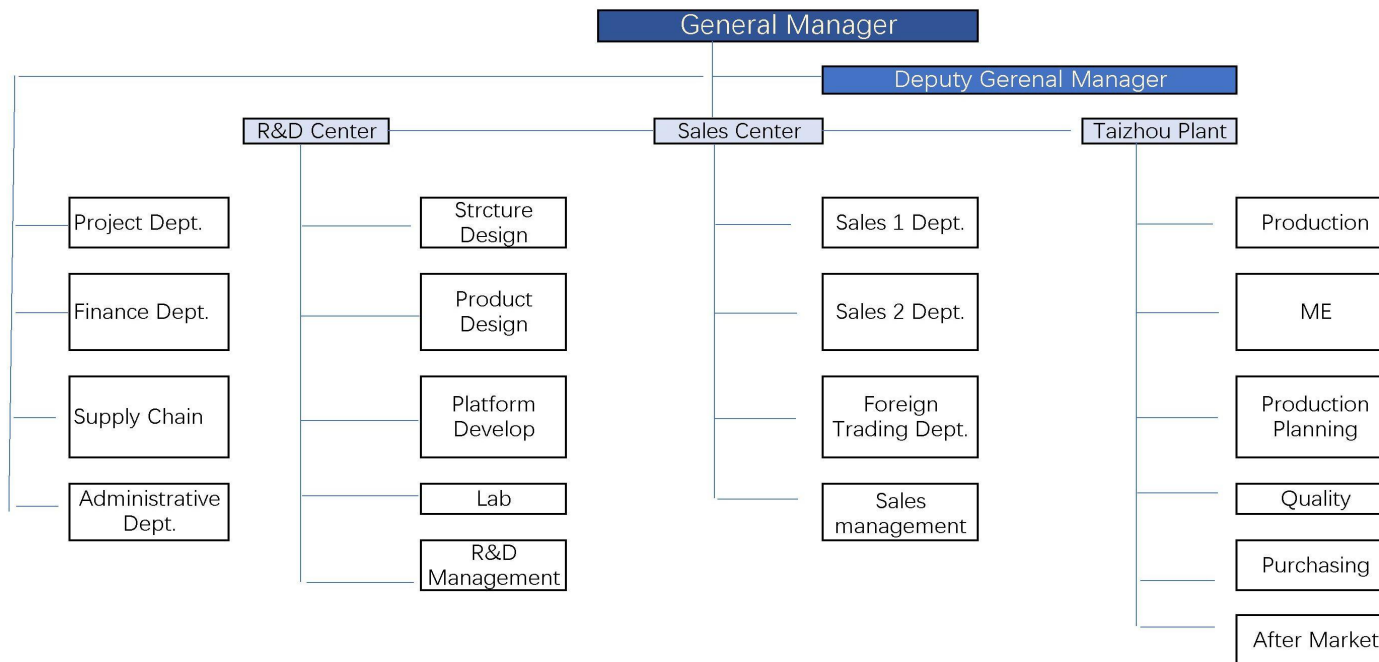 General Manager
Deputy Gerenal Manager
R&D Center
Sales Center
Taizhou Plant
Project Dept.
Strcture
Design
Sales 1 Dept.
Production
Finance Dept.
Product
Design
Sales 2 Dept.
ME
Supply Chain
Platform
Develop
Foreign
Trading Dept.
Production
Planning
Administrative
Dept.
Lab
Sales
management
Quality
R&D
Management
Purchasing
After Market